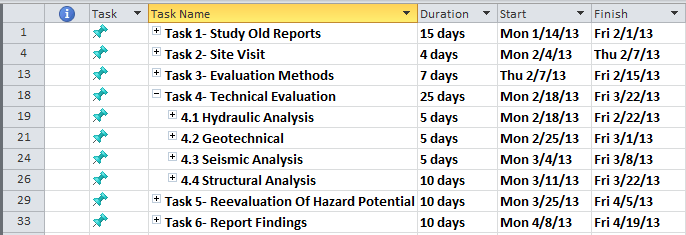 Task Task Name Duration Start Finish
1 Task 1- Study Old Reports 15 days Mon 1/14/13 Fri 2/1/13
4 Task 2- Site Visit 4 days Mon 2/4/13 Thu 2/7/13
13 Task 3- Evaluation Methods 7 days Thu 2/7/13 Fri 2/15/13
18 Task 4- Technical Evaluation 25 days Mon 2/18/13 Fri 3/22/13
19 4.1 Hydraulic Analysis 5 days Mon 2/18/13 Fri 2/22/13
21 4.2 Geotechnical 5 days Mon 2/25/13 Fri 3/1/13
24 4.3 Seismic Analysis 5 days Mon 3/4/13 Fri 3/8/13
26 4.4 Structural Analysis 10 days Mon 3/11/13 Fri 3/22/13
29 Task 5- Reevaluation Of Hazard Potential 10 days Mon 3/25/13 Fri 4/5/13
33 Task 6- Report Findings 10 days Mon 4/8/13 Fri 4/19/13